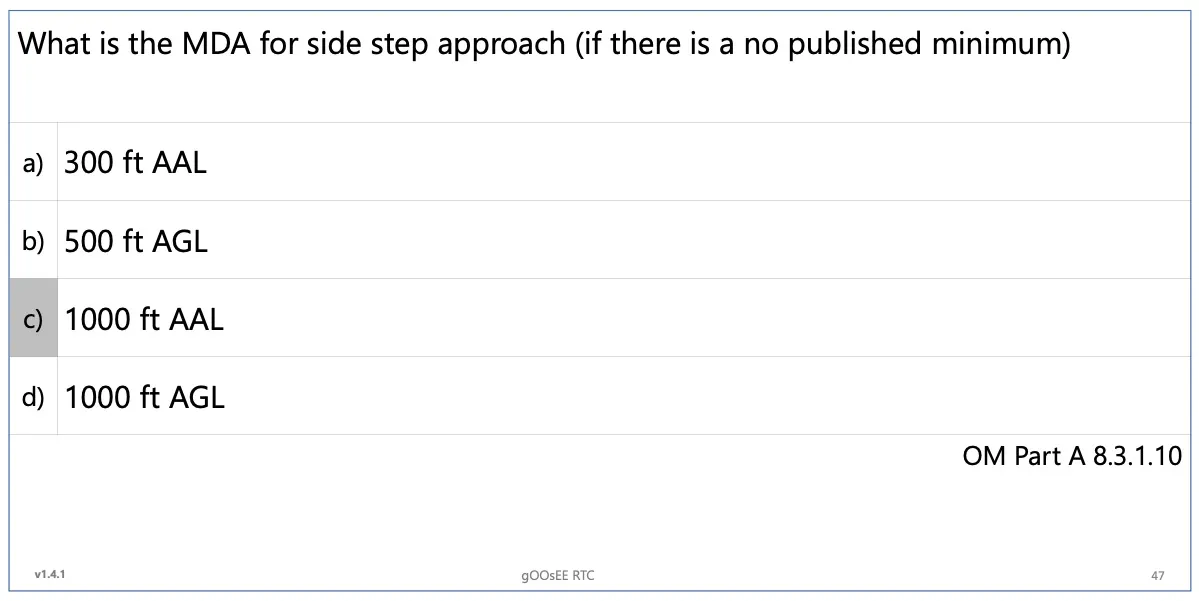 What is the MDA for side step approach (if there is a no published minimum)
a) 300 ft AAL
b) 500 ft AGL
c) 1000 ft AAL
d) 1000 ft AGL
OM Part A 8.3.1.10
v1.4.1 gOOsEE RTC 47